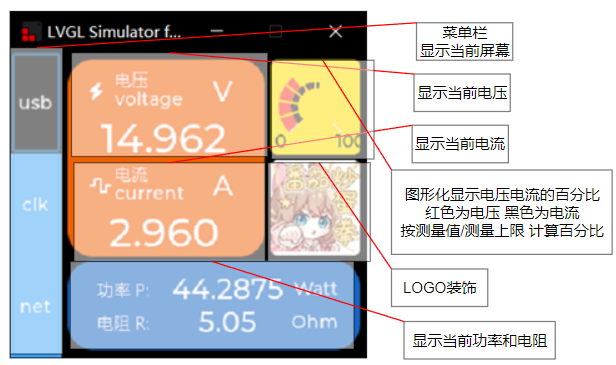 LVGL Simulator f...
菜单栏
显示当前屏幕
usb
clk
net
电压
voltage
V
14.962
0
100
显示当前电压
电流
current
A
2.960
显示当前电流
图形化显示电压电流的百分比
红色为电压 黑色为电流
按测量值/测量上限 计算百分比
LOGO装饰
功率 P:
44.2875
Watt
电阻 R:
5.05
Ohm
显示当前功率和电阻